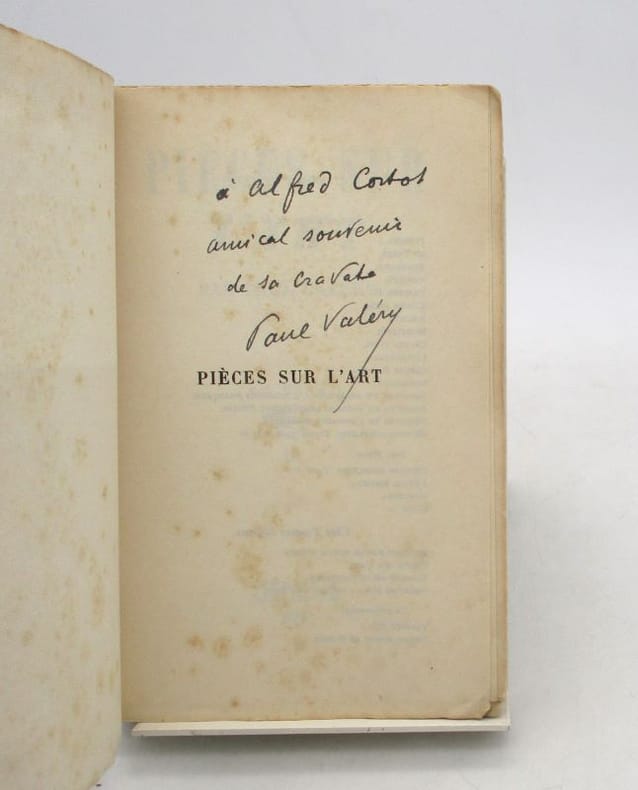 à Alfred Cortot
amical souvenir
de sa cravate
Paul Valéry
PIÈCES SUR L'ART